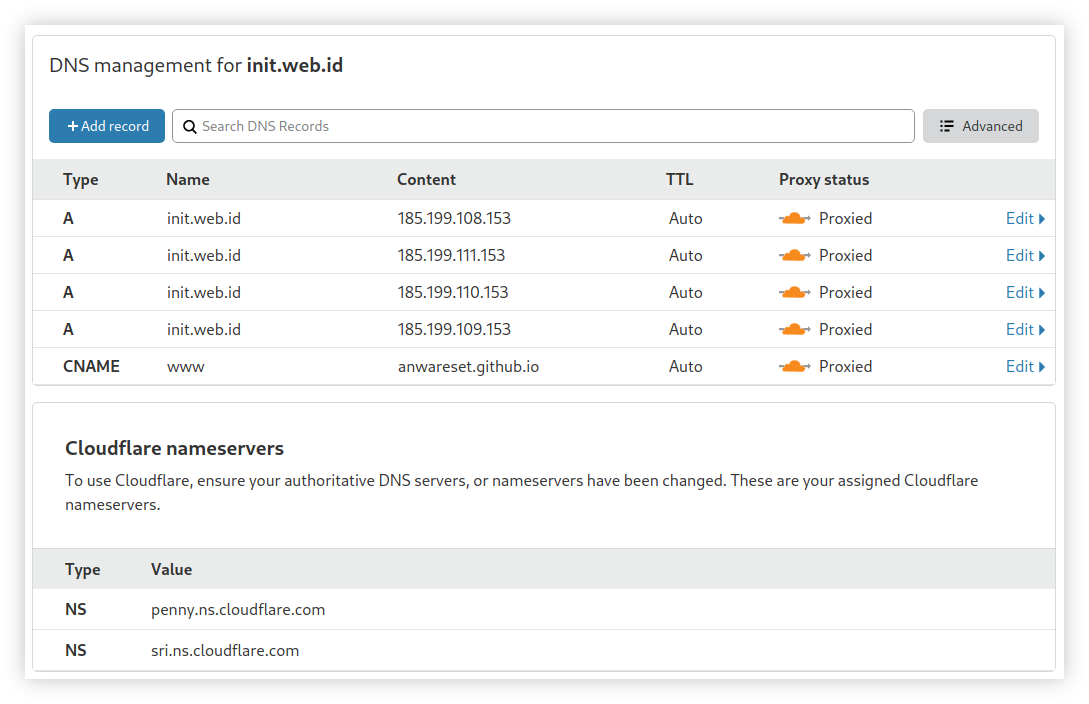 DNS management for init.web.id
+ Add record Search DNS Records Advanced
Type Name Content TTL Proxy status
A init.web.id 185.199.108.153 Auto Proxied Edit
A init.web.id 185.199.111.153 Auto Proxied Edit
A init.web.id 185.199.110.153 Auto Proxied Edit
A init.web.id 185.199.109.153 Auto Proxied Edit
CNAME www anwareset.github.io Auto Proxied Edit
Cloudflare nameservers
To use Cloudflare, ensure your authoritative DNS servers, or nameservers have been changed. These are your assigned Cloudflare
nameservers.
Type Value
NS penny.ns.cloudflare.com
NS sri.ns.cloudflare.com